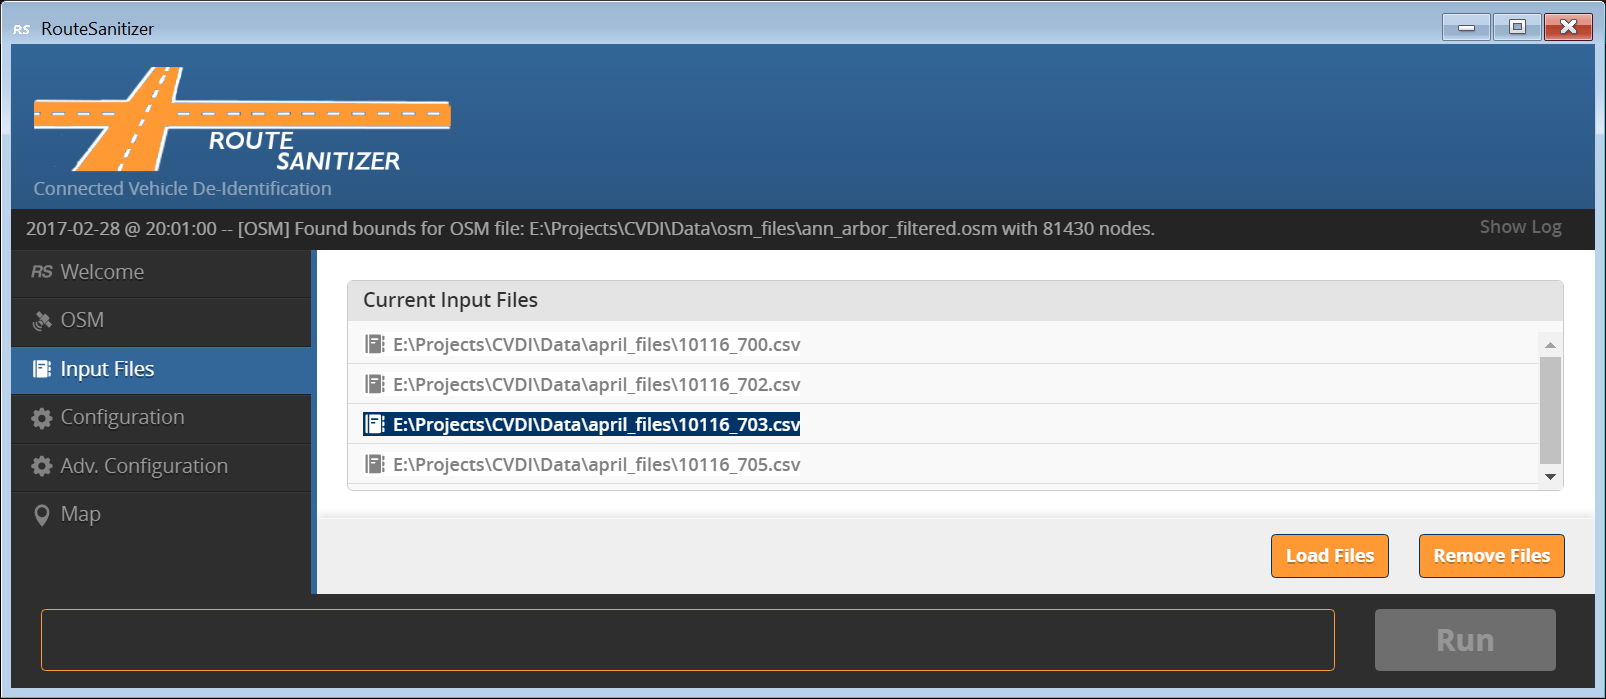 RS RouteSanitizer
ROUTE
SANITIZER
Connected Vehicle De-Identification
2017-02-28 @ 20:01:00 -- [OSM] Found bounds for OSM file: E:\Projects\CVDI\Data\osm_files\ann_arbor_filtered.osm with 81430 nodes.
Show Log
RS Welcome
OSM
Input Files
Configuration
Adv. Configuration
Map
Current Input Files
E:\Projects\CVDI\Data\april_files\10116_700.csv
E:\Projects\CVDI\Data\april_files\10116_702.csv
E:\Projects\CVDI\Data\april_files\10116_703.csv
E:\Projects\CVDI\Data\april_files\10116_705.csv
Load Files
Remove Files
Run